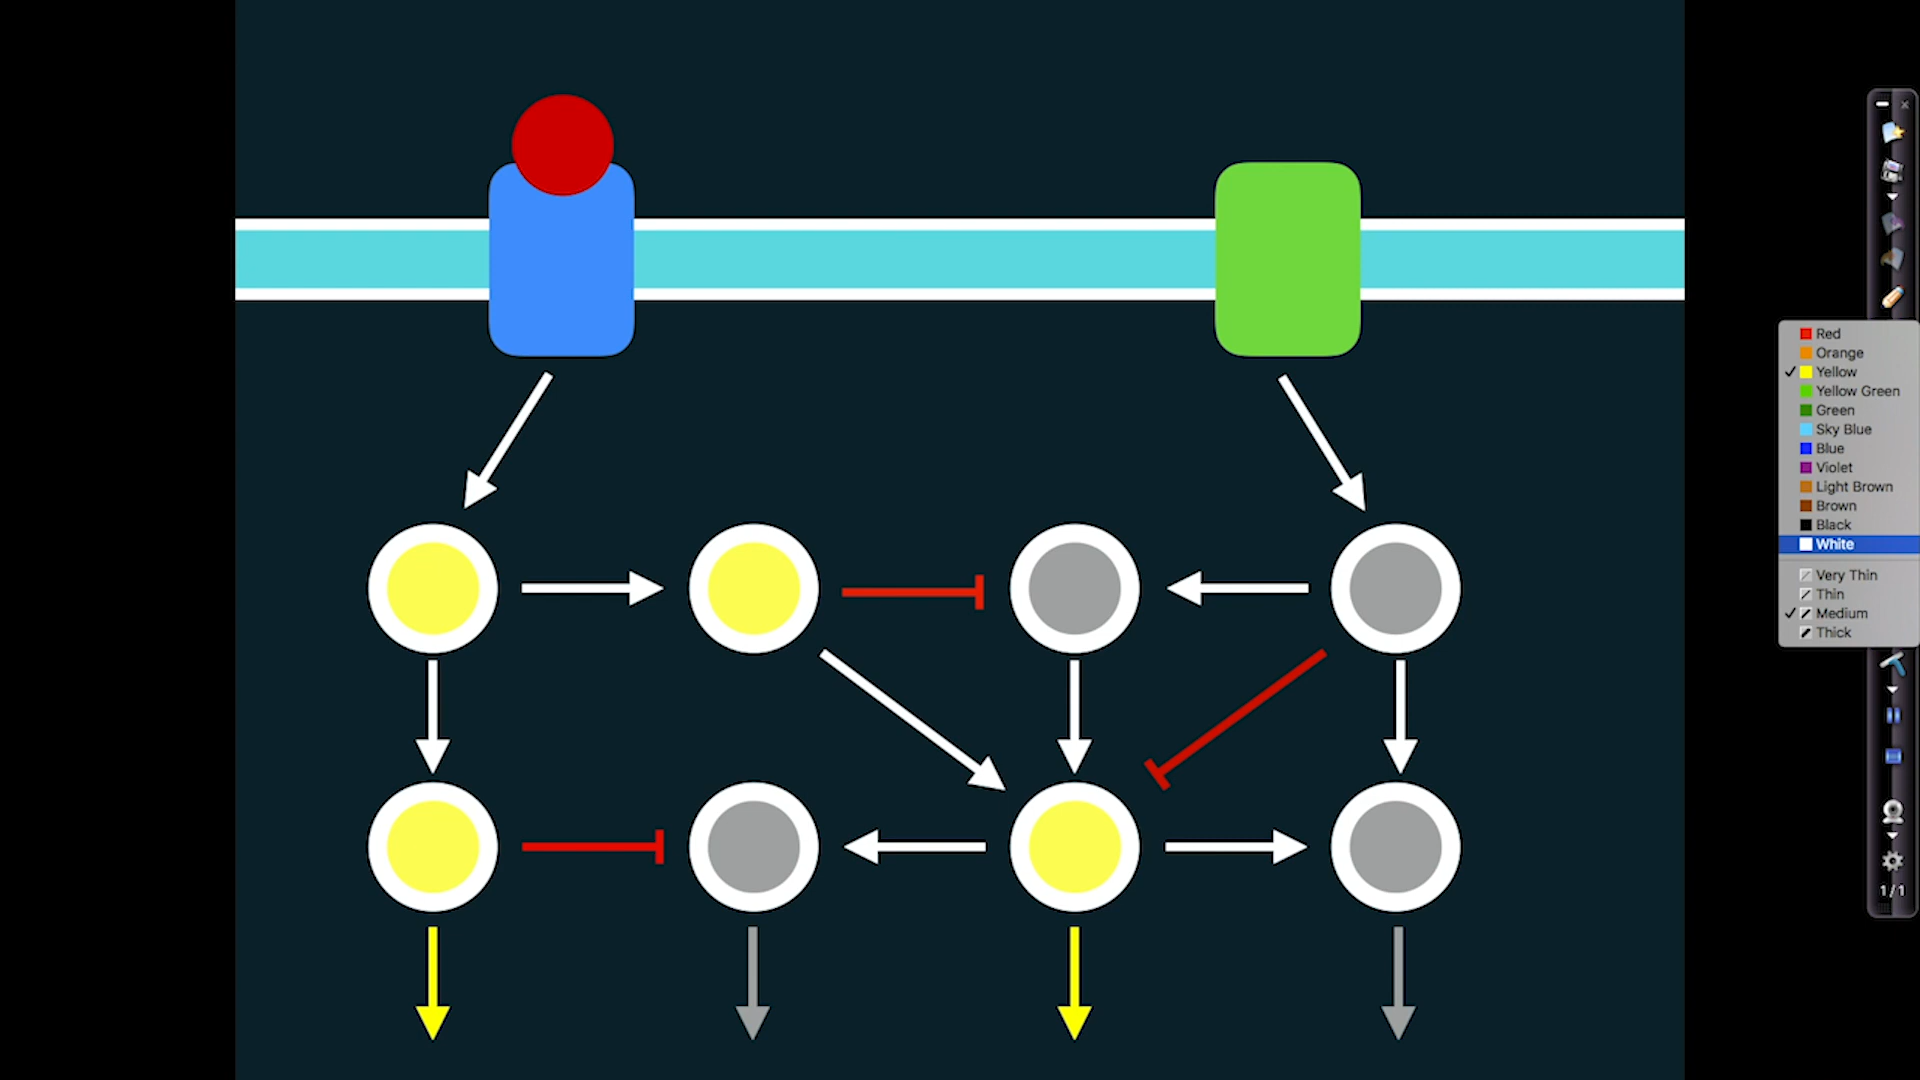 Red
Orange
Yellow
Yellow Green
Green
Sky Blue
Blue
Violet
Light Brown
Brown
Black
White
Very Thin
Thin
Medium
Thick
1/1